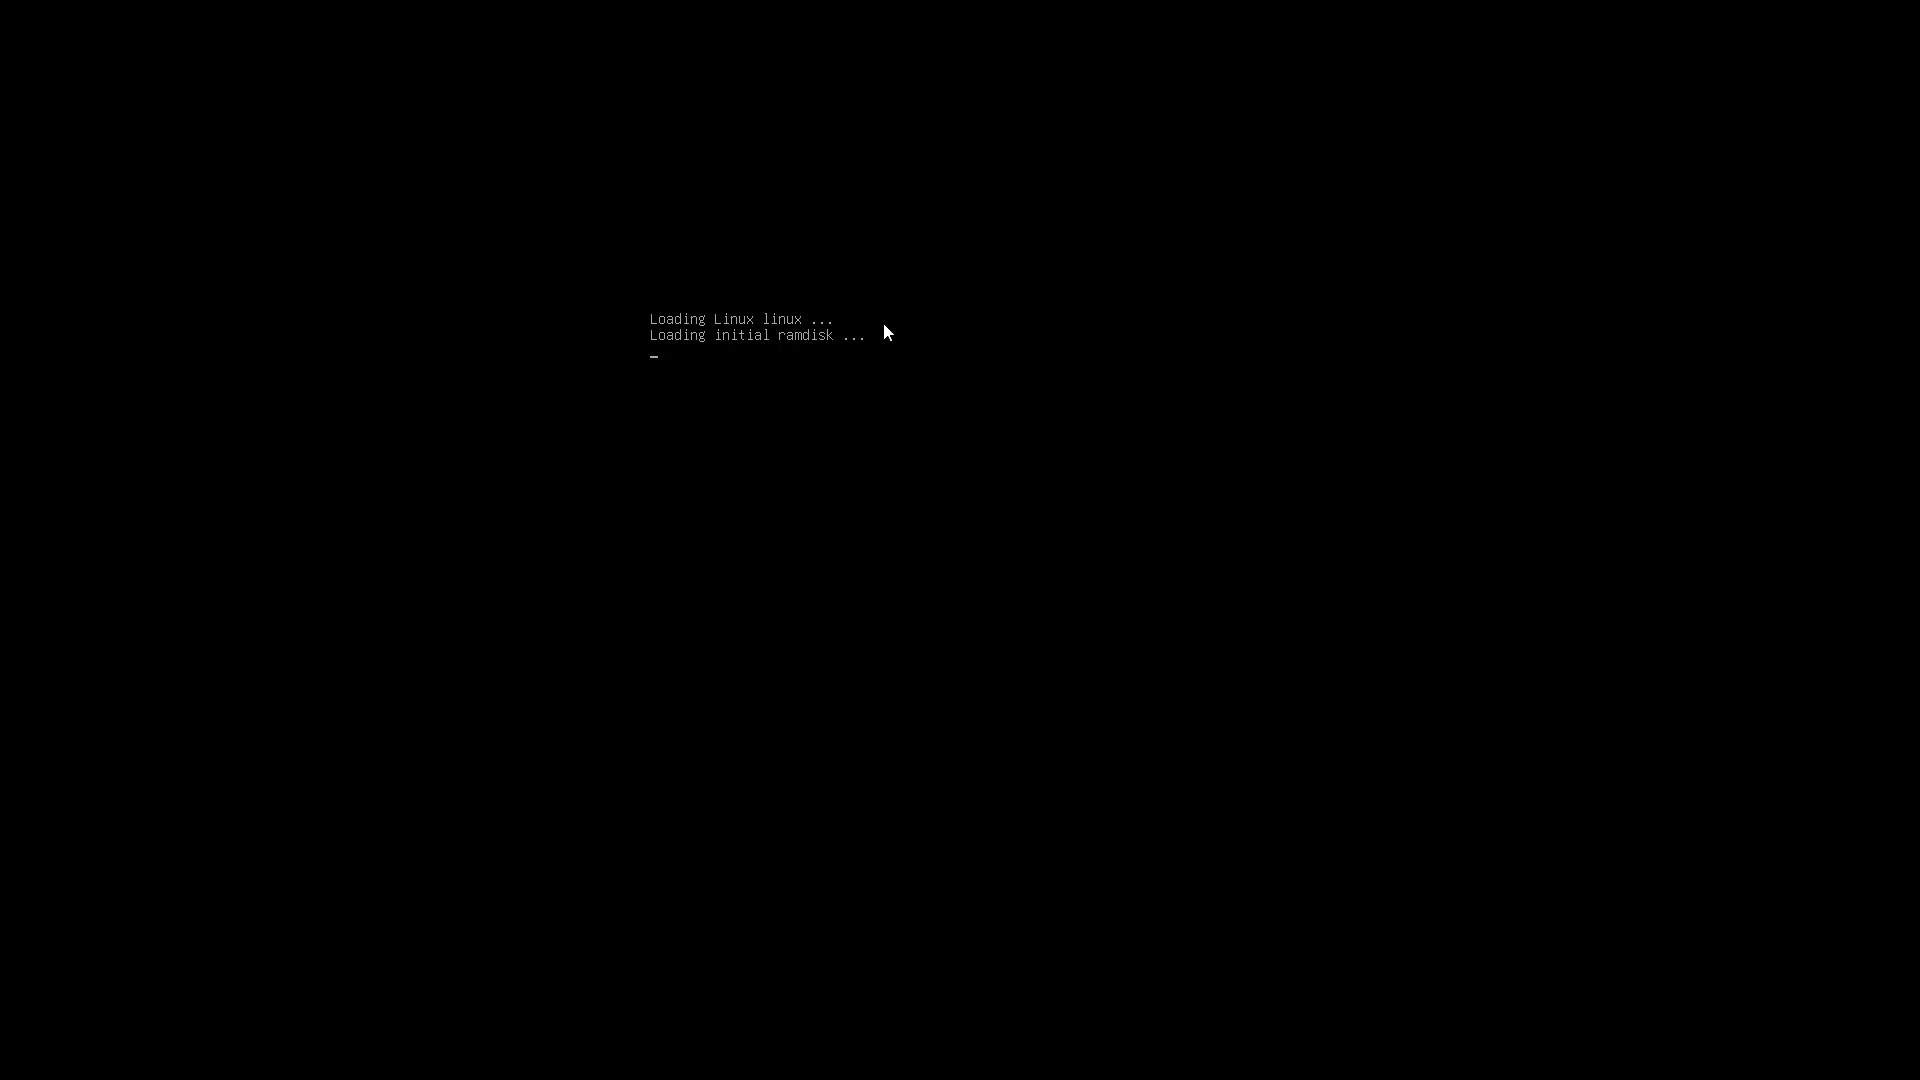 Loading Linux linux ...
Loading initial ramdisk ...
_